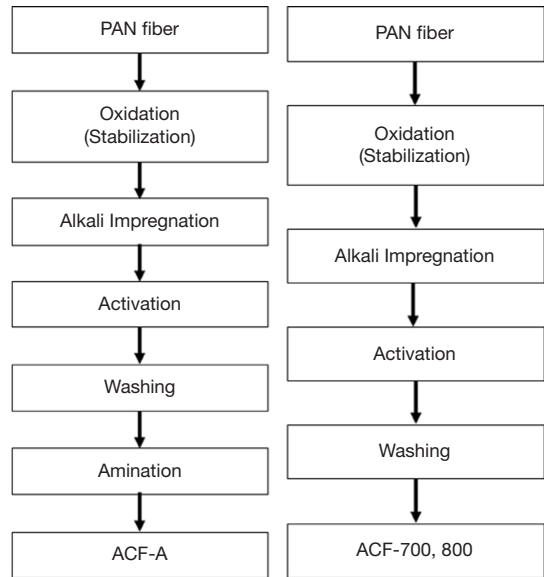 PAN fiber
Oxidation
(Stabilization)
Alkali Impregnation
Activation
Washing
Amination
ACF-A
PAN fiber
Oxidation
(Stabilization)
Alkali Impregnation
Activation
Washing
ACF-700, 800